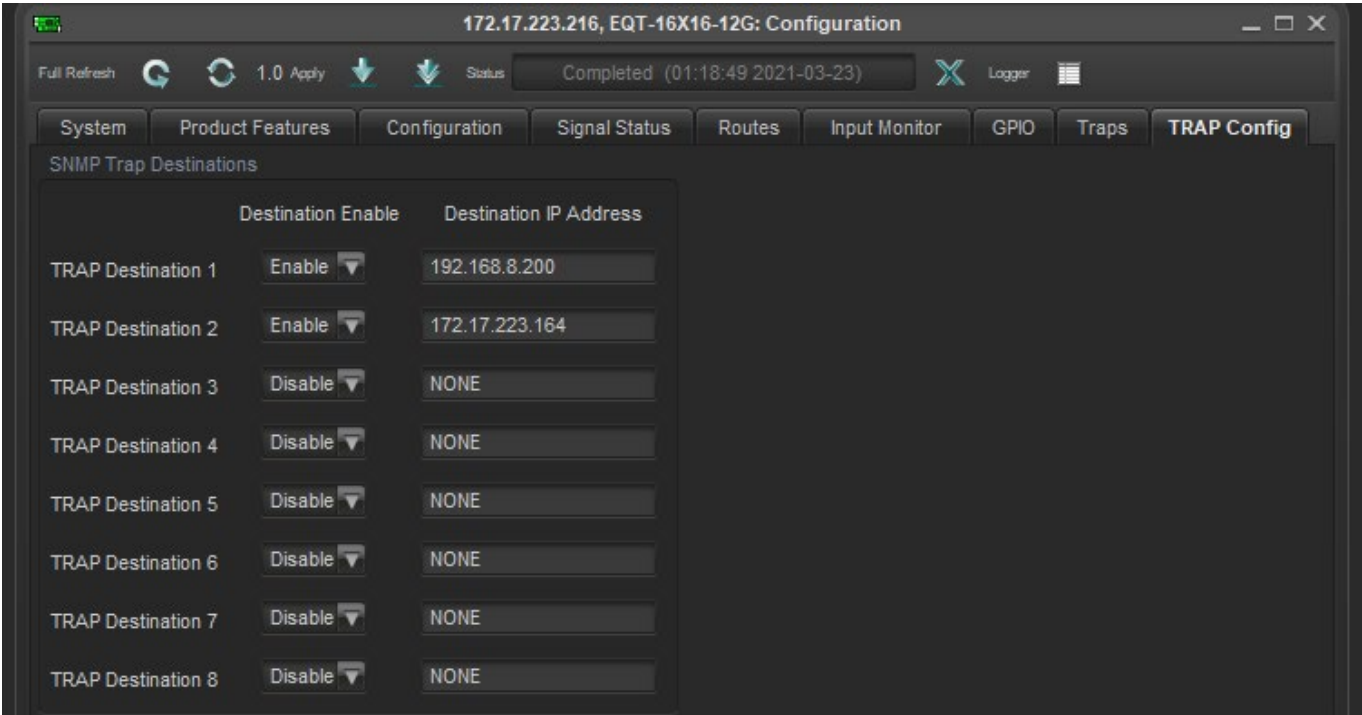 172.17.223.216, EQT-16X16-12G: Configuration
Full Refresh 1.0 Apply Status Completed (01:18:49 2021-03-23) Logger
System Product Features Configuration Signal Status Routes Input Monitor GPIO Traps TRAP Config
SNMP Trap Destinations
Destination Enable Destination IP Address
TRAP Destination 1 Enable 192.168.8.200
TRAP Destination 2 Enable 172.17.223.164
TRAP Destination 3 Disable NONE
TRAP Destination 4 Disable NONE
TRAP Destination 5 Disable NONE
TRAP Destination 6 Disable NONE
TRAP Destination 7 Disable NONE
TRAP Destination 8 Disable NONE